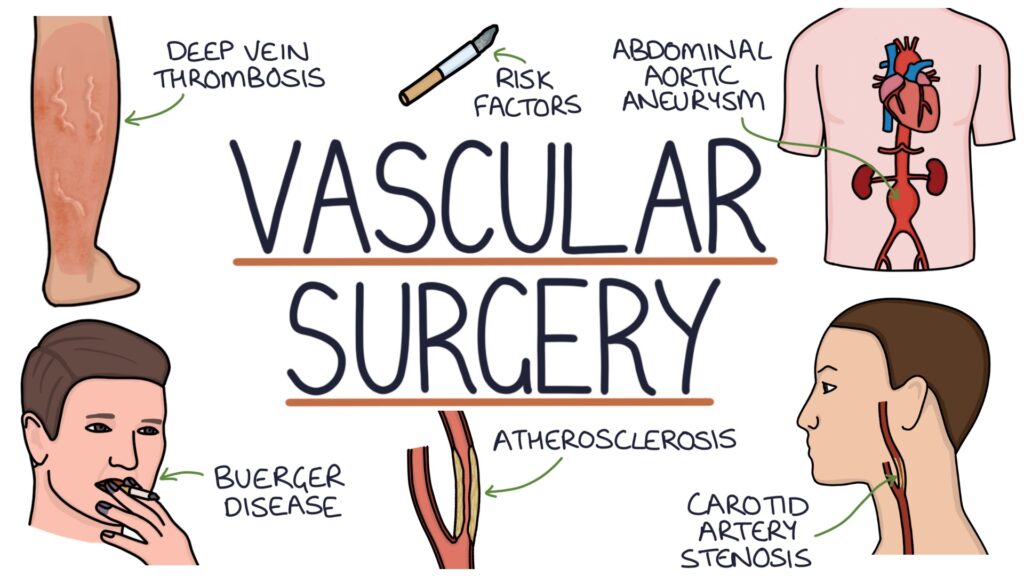 DEEP VEIN
THROMBOSIS
RISK
FACTORS
ABDOMINAL
AORTIC
ANEURYSM
VASCULAR
SURGERY
BUERGER
DISEASE
ATHEROSCLEROSIS
CAROTID
ARTERY
STENOSIS